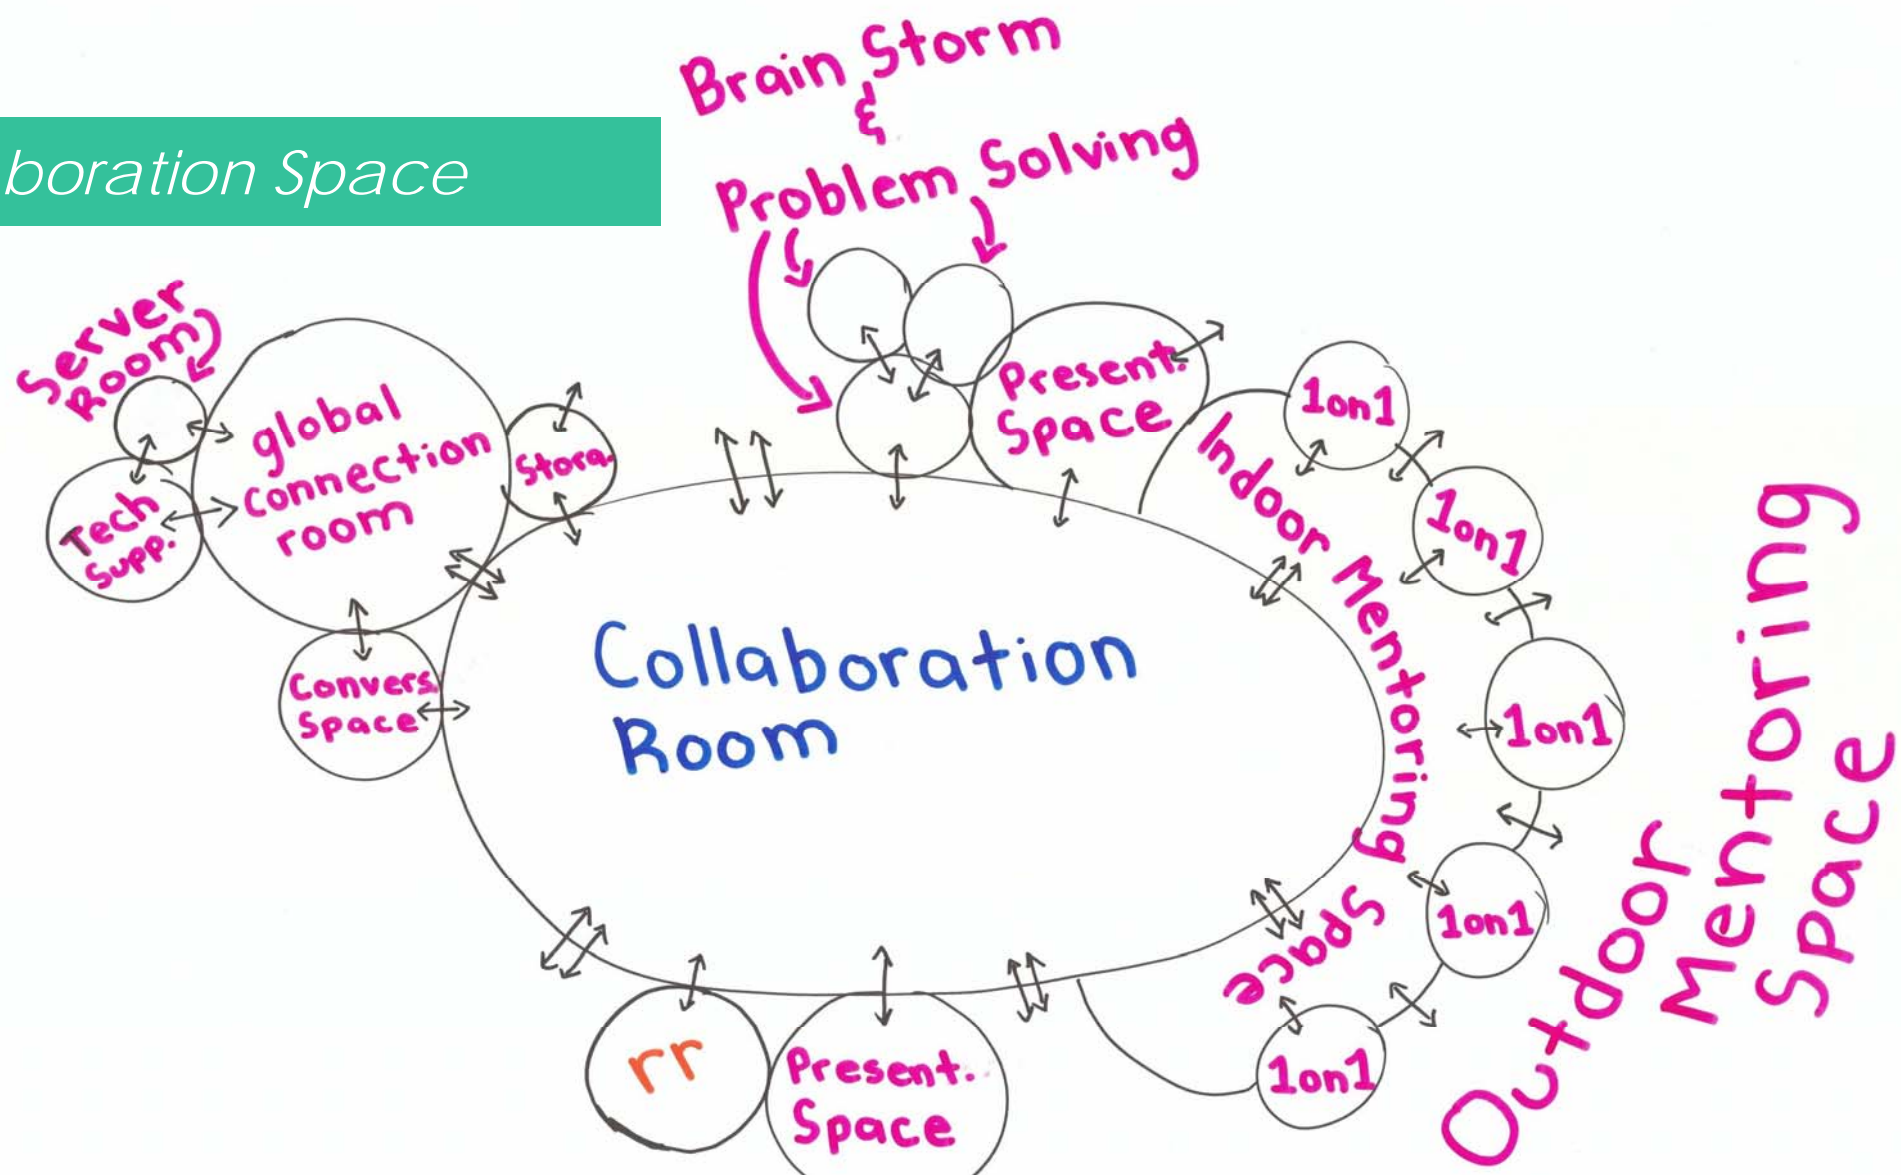 boration Space
Brain Storm
&
Problem Solving
Server
Room
global
connection
room
Stora.
Tech
Supp.
Convers.
Space
Present.
Space
Indoor Mentoring
Space
1on1
1on1
1on1
1on1
1on1
Outdoor
Mentoring
Space
Collaboration
Room
rr
Present.
Space